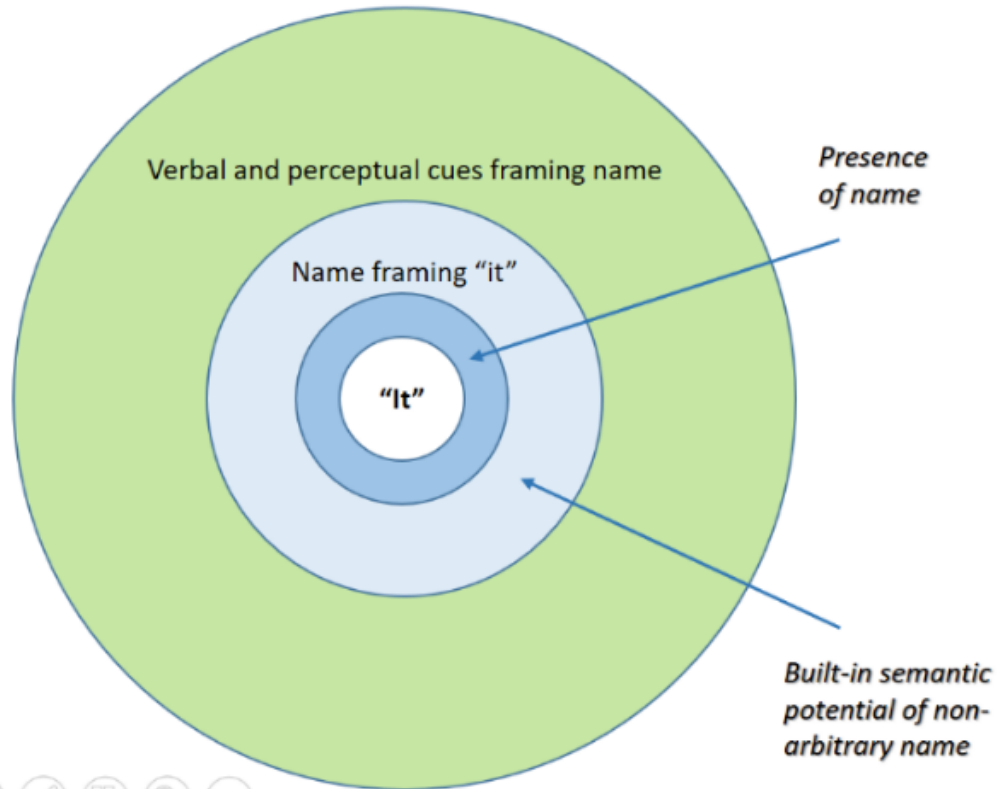 Verbal and perceptual cues framing name
Presence
of name
Name framing “it”
“It”
Built-in semantic
potential of non-
arbitrary name